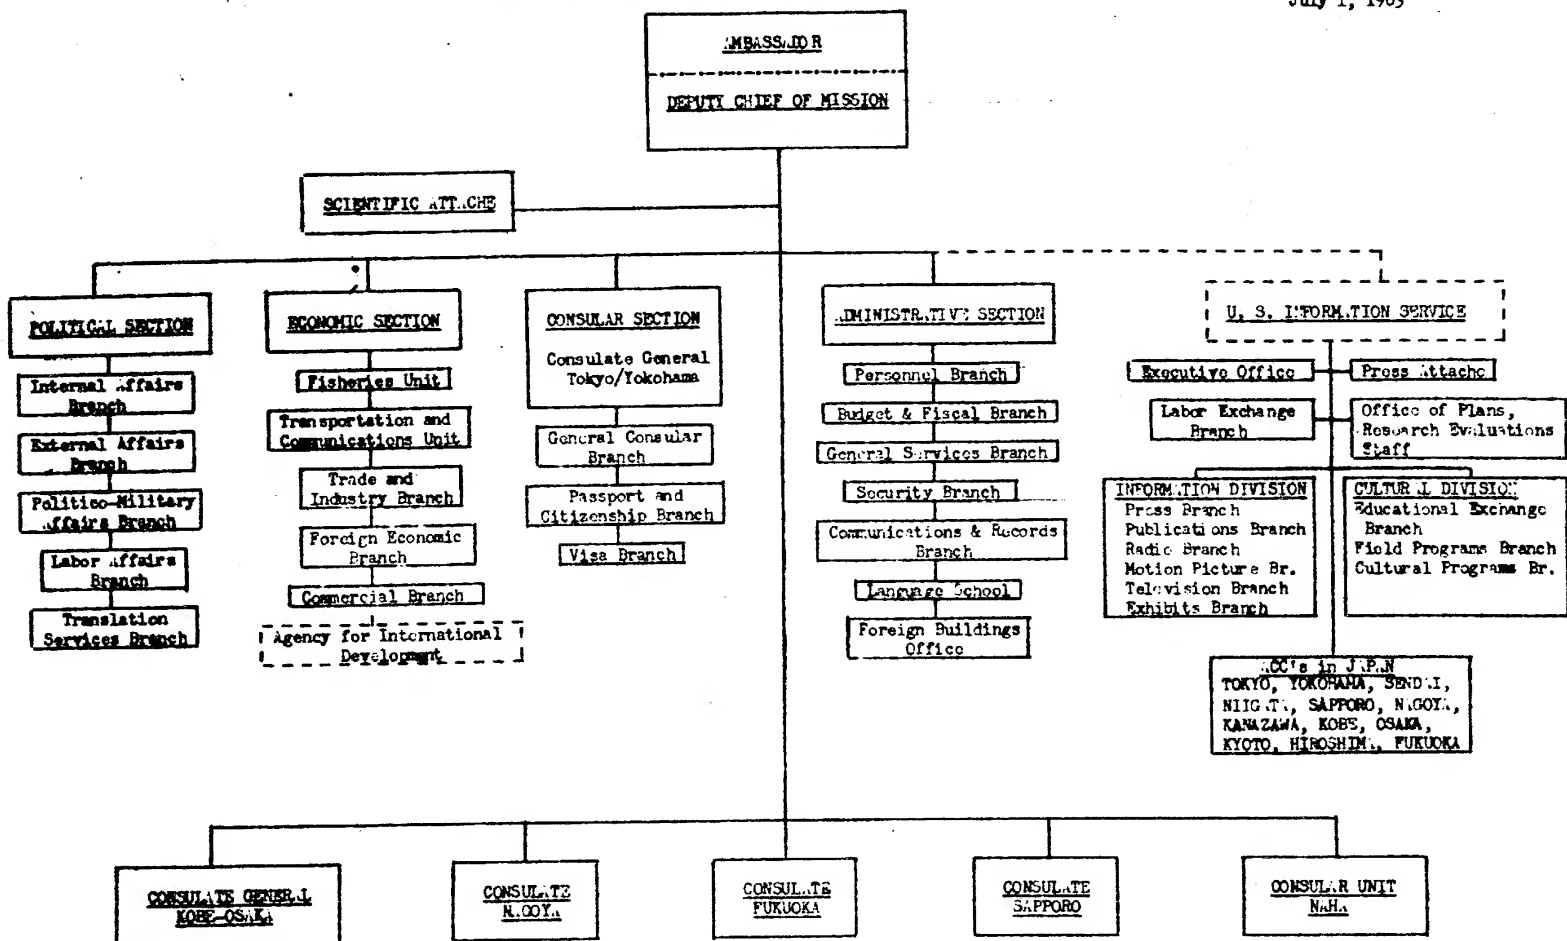 July 1, 1963
AMBASSADOR
DEPUTY CHIEF OF MISSION
SCIENTIFIC ATTACHE
POLITICAL SECTION
Internal Affairs
Branch
External Affairs
Branch
Politico-Military
Affairs Branch
Labor Affairs
Branch
Translation
Services Branch
ECONOMIC SECTION
Fisheries Unit
Transportation and
Communications Unit
Trade and
Industry Branch
Foreign Economic
Branch
Commercial Branch
Agency for International
Development
CONSULAR SECTION
Consulate General
Tokyo/Yokohama
General Consular
Branch
Passport and
Citizenship Branch
Visa Branch
ADMINISTRATIVE SECTION
Personnel Branch
Budget & Fiscal Branch
General Services Branch
Security Branch
Communications & Records
Branch
Language School
Foreign Buildings
Office
U. S. INFORMATION SERVICE
Executive Office
Press Attache
Labor Exchange
Branch
Office of Plans,
Research Evaluations
Staff
INFORMATION DIVISION
Press Branch
Publications Branch
Radio Branch
Motion Picture Br.
Television Branch
Exhibits Branch
CULTURAL DIVISION
Educational Exchange
Branch
Field Programs Branch
Cultural Programs Br.
ACC's in JAPAN
TOKYO, YOKOHAMA, SENDAI,
NIIGATA, SAPPORO, NAGOYA,
KANAZAWA, KOBE, OSAKA,
KYOTO, HIROSHIMA, FUKUOKA
CONSULATE GENERAL
KOBE-OSAKA
CONSULATE
NAGOYA
CONSULATE
FUKUOKA
CONSULATE
SAPPORO
CONSULAR UNIT
NAHA